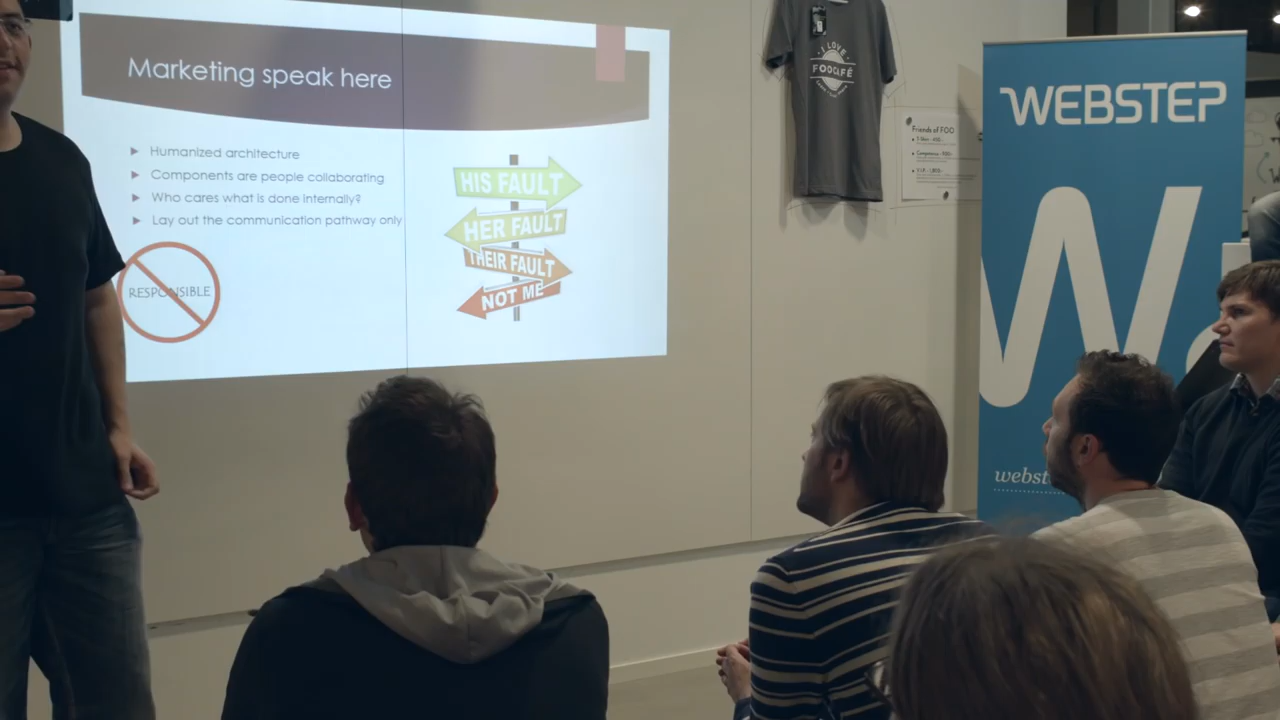 Marketing speak here
Humanized architecture
Components are people collaborating
Who cares what is done internally?
Lay out the communication pathway only
RESPONSIBLE
HIS FAULT
HER FAULT
THEIR FAULT
NOT ME
I LOVE
FOOCAFÉ
Friends of FOO
WEBSTEP
W
webst